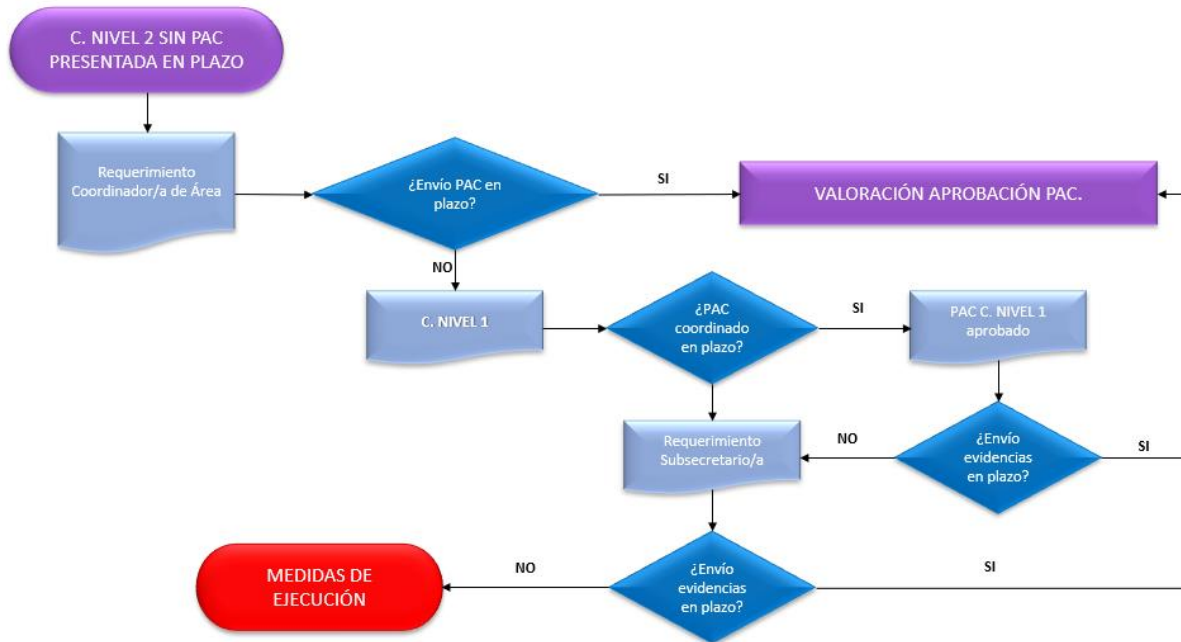 C. NIVEL 2 SIN PAC
PRESENTADA EN PLAZO
Requerimiento
Coordinador/a de Área
¿Envío PAC en
plazo?
SI
VALORACIÓN APROBACIÓN PAC.
NO
C. NIVEL 1
¿PAC
coordinado
en plazo?
SI
PAC C. NIVEL 1
aprobado
Requerimiento
Subsecretario/a
NO
¿Envío
evidencias
en plazo?
SI
MEDIDAS DE
EJECUCIÓN
NO
¿Envío
evidencias
en plazo?
SI